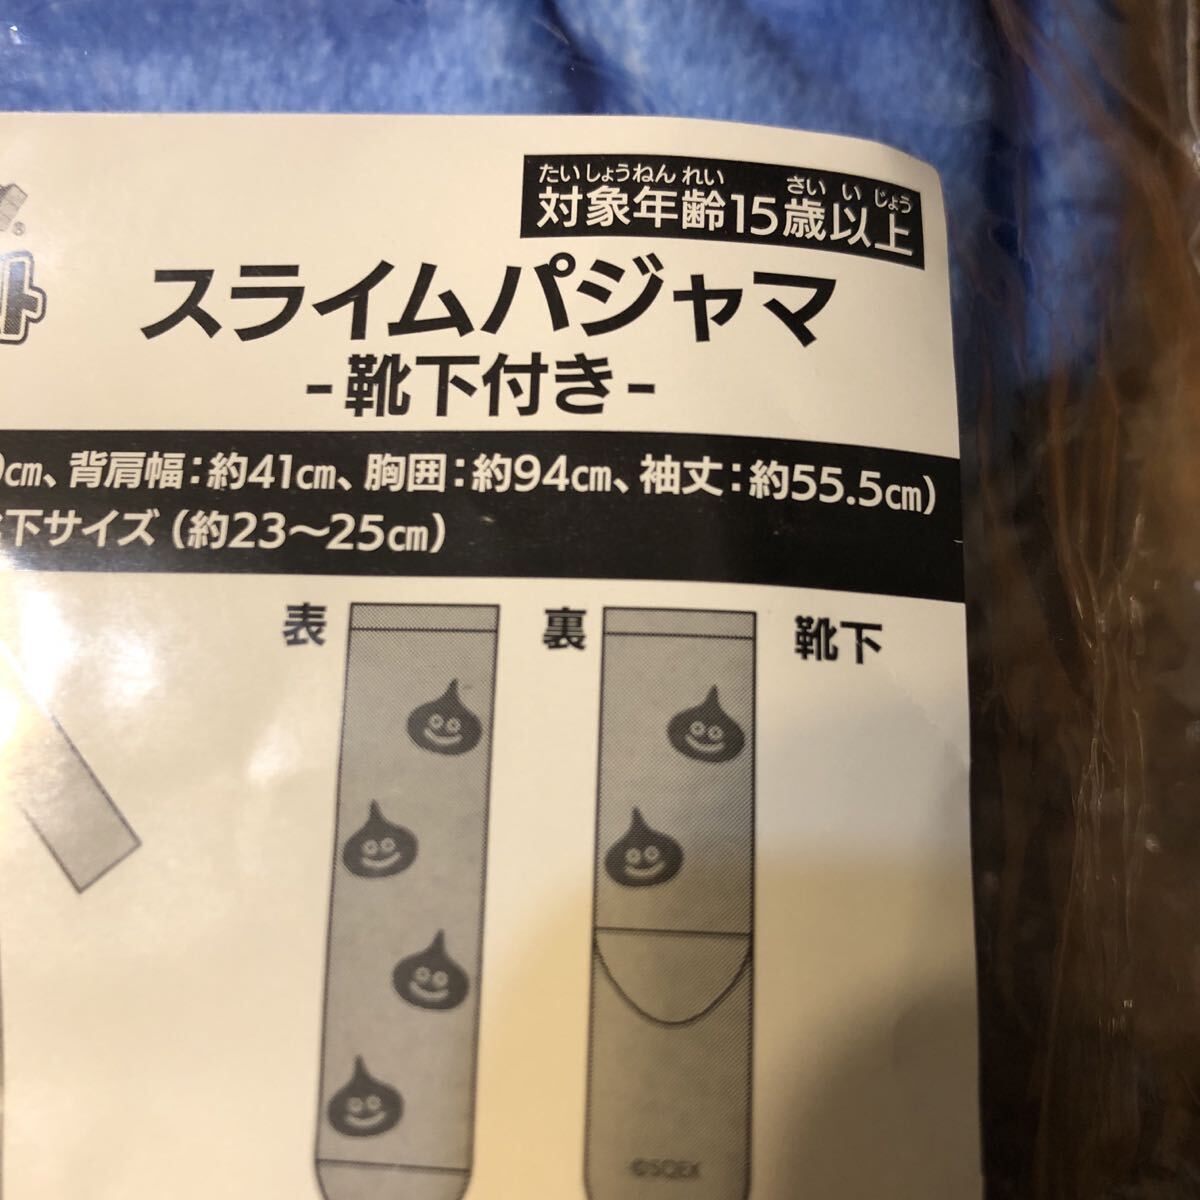 たいしょうねんれい さいいじょう
対象年齢15歳以上
スライムパジャマ
-靴下付き-
cm、背肩幅:約41cm、胸囲:約94cm、袖丈:約55.5cm)
下サイズ(約23〜25cm)
表
裏
靴下
©SQEX